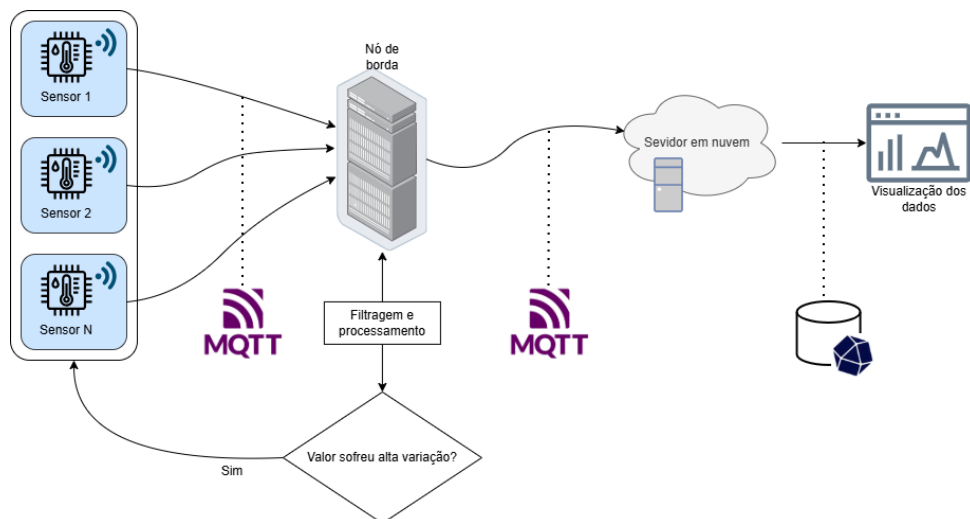 Sensor 1
Sensor 2
Sensor N
Nó de
borda
MQTT
Filtragem e
processamento
Valor sofreu alta variação?
Sim
MQTT
Sevidor em nuvem
Visualização dos
dados